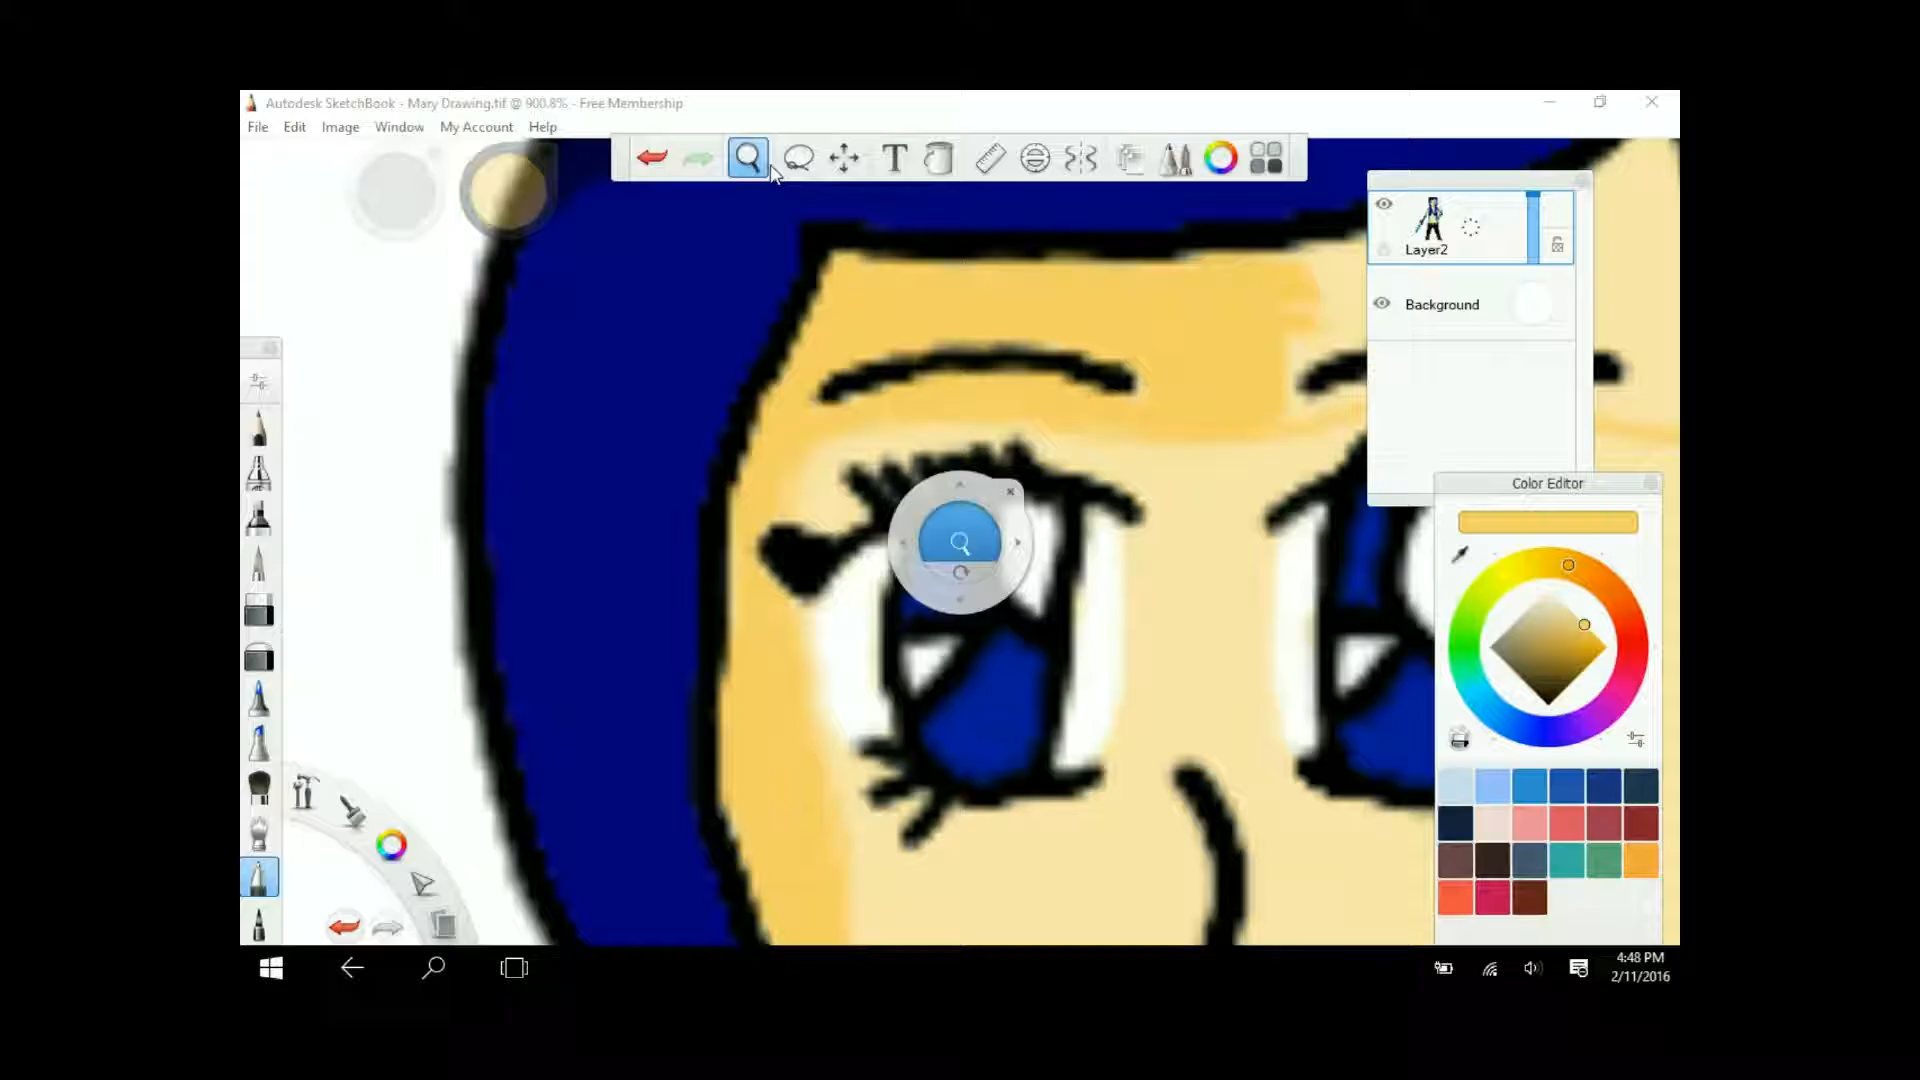 Autodesk SketchBook - Mary Drawing.tif @ 900.8% - Free Membership
File Edit Image Window My Account Help
T
Layer2
Background
Color Editor
4:48 PM
2/11/2016